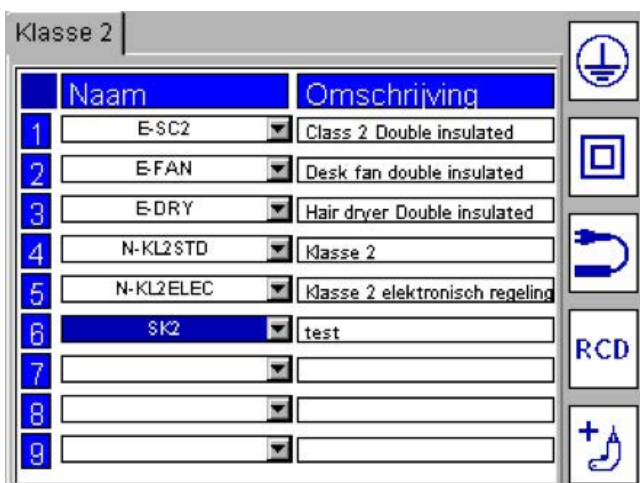 Klasse 2
Naam Omschrijving
1 E-SC2 Class 2 Double insulated
2 E-FAN Desk fan double insulated
3 E-DRY Hair dryer Double insulated
4 N-KL2STD Klasse 2
5 N-KL2ELEC Klasse 2 elektronisch regeling
6 SK2 test
RCD
7
8
9